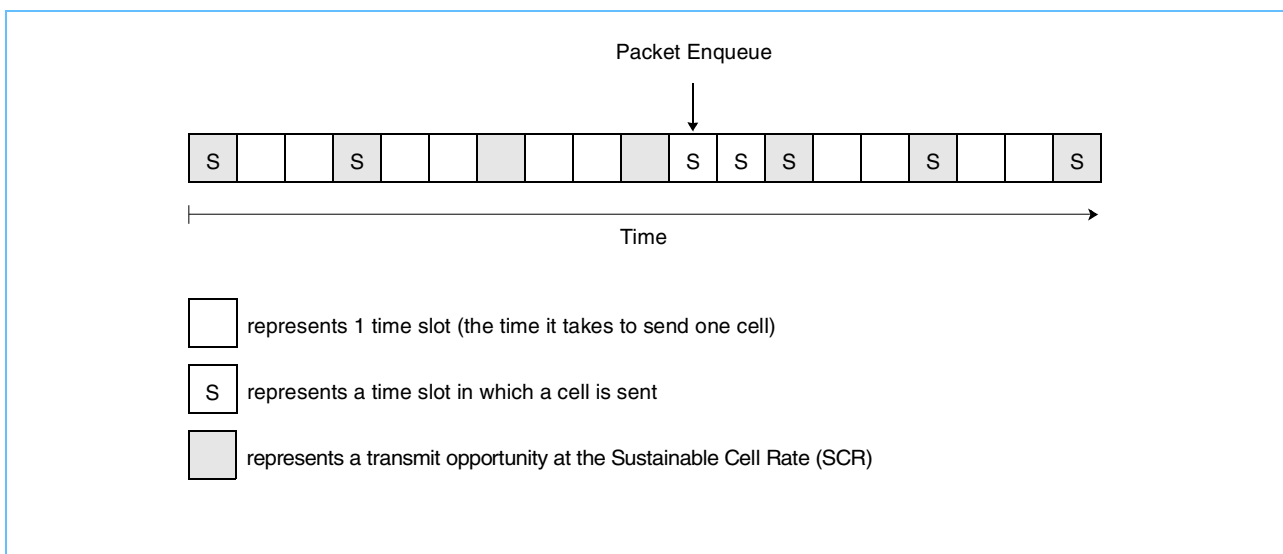 Packet Enqueue
S S S S S S S
Time
represents 1 time slot (the time it takes to send one cell)
S represents a time slot in which a cell is sent
represents a transmit opportunity at the Sustainable Cell Rate (SCR)